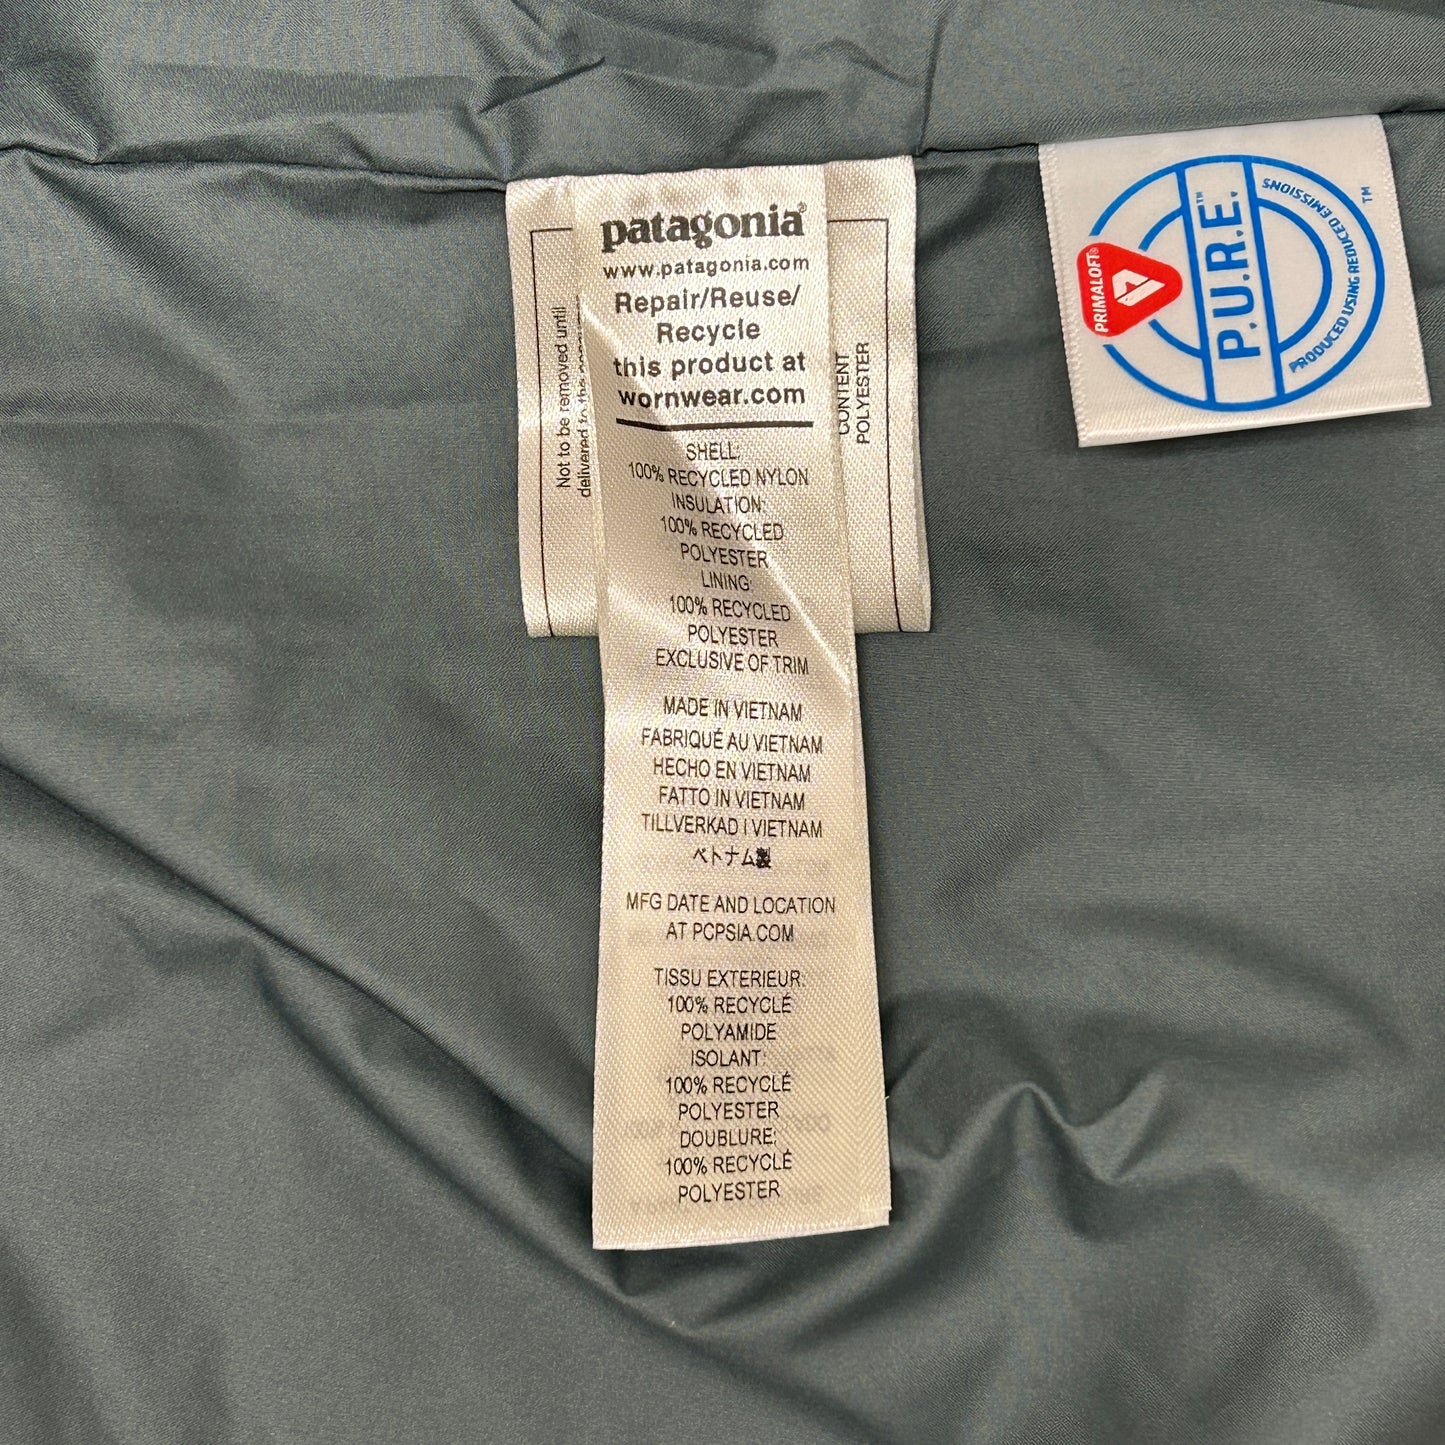 patagonia®
www.patagonia.com
Repair/Reuse/
Recycle
this product at
wornwear.com
SHELL:
100% RECYCLED NYLON
INSULATION:
100% RECYCLED
POLYESTER
LINING:
100% RECYCLED
POLYESTER
EXCLUSIVE OF TRIM
MADE IN VIETNAM
FABRIQUÉ AU VIETNAM
HECHO EN VIETNAM
FATTO IN VIETNAM
TILLVERKAD I VIETNAM
ベトナム製
MFG DATE AND LOCATION
AT PCPSIA.COM
TISSU EXTERIEUR:
100% RECYCLÉ
POLYAMIDE
ISOLANT:
100% RECYCLÉ
POLYESTER
DOUBLURE:
100% RECYCLÉ
POLYESTER
Not to be removed until
delivered to the
CONTENT
POLYESTER
PRIMALOFT®
P.U.R.E.™
PRODUCED USING REDUCED EMISSIONS
™